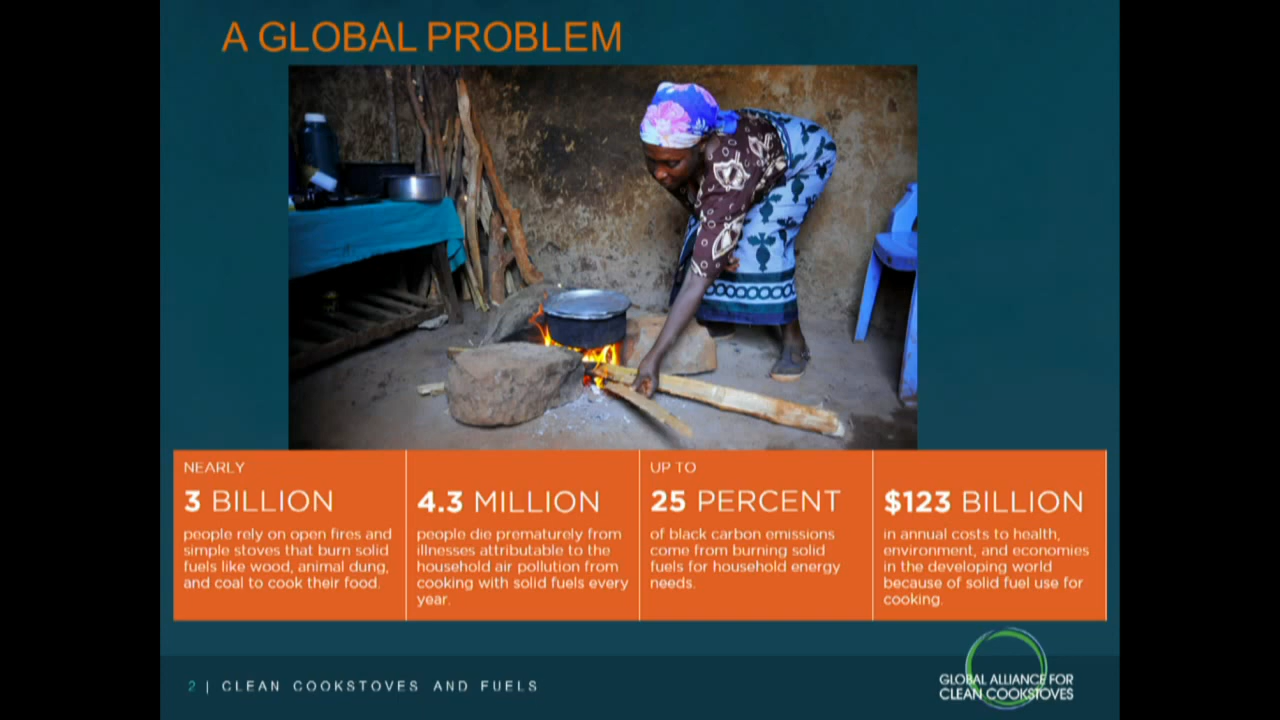 A GLOBAL PROBLEM
NEARLY
3 BILLION
people rely on open fires and
simple stoves that burn solid
fuels like wood, animal dung,
and coal to cook their food.
4.3 MILLION
people die prematurely from
illnesses attributable to the
household air pollution from
cooking with solid fuels every
year.
UP TO
25 PERCENT
of black carbon emissions
come from burning solid
fuels for household energy
needs.
$123 BILLION
in annual costs to health,
environment, and economies
in the developing world
because of solid fuel use for
cooking.
2 | CLEAN COOKSTOVES AND FUELS
GLOBAL ALLIANCE FOR
CLEAN COOKSTOVES